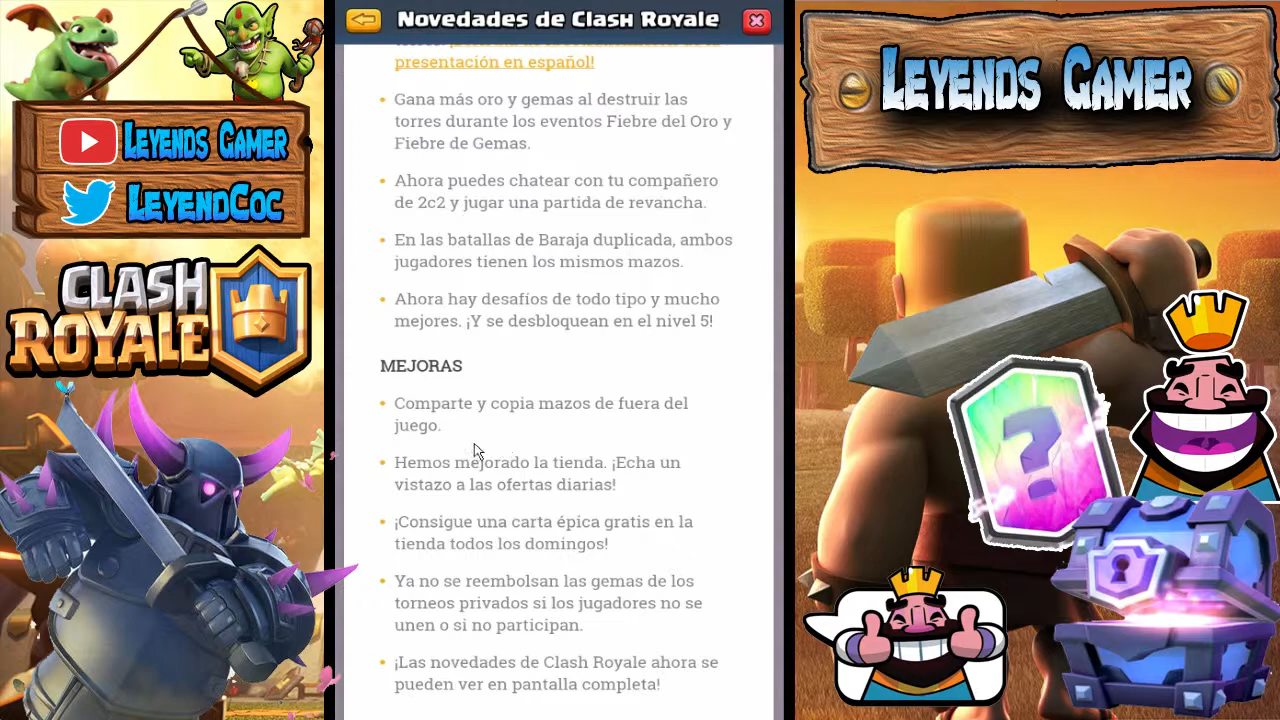 Leyends Gamer
LeyendCoc
CLASH
ROYALE
Novedades de Clash Royale
presentación en español!
• Gana más oro y gemas al destruir las
torres durante los eventos Fiebre del Oro y
Fiebre de Gemas.
• Ahora puedes chatear con tu compañero
de 2c2 y jugar una partida de revancha.
• En las batallas de Baraja duplicada, ambos
jugadores tienen los mismos mazos.
• Ahora hay desafíos de todo tipo y mucho
mejores. ¡Y se desbloquean en el nivel 5!
MEJORAS
• Comparte y copia mazos de fuera del
juego.
• Hemos mejorado la tienda. ¡Echa un
vistazo a las ofertas diarias!
• ¡Consigue una carta épica gratis en la
tienda todos los domingos!
• Ya no se reembolsan las gemas de los
torneos privados si los jugadores no se
unen o si no participan.
• ¡Las novedades de Clash Royale ahora se
pueden ver en pantalla completa!
Leyends Gamer
?